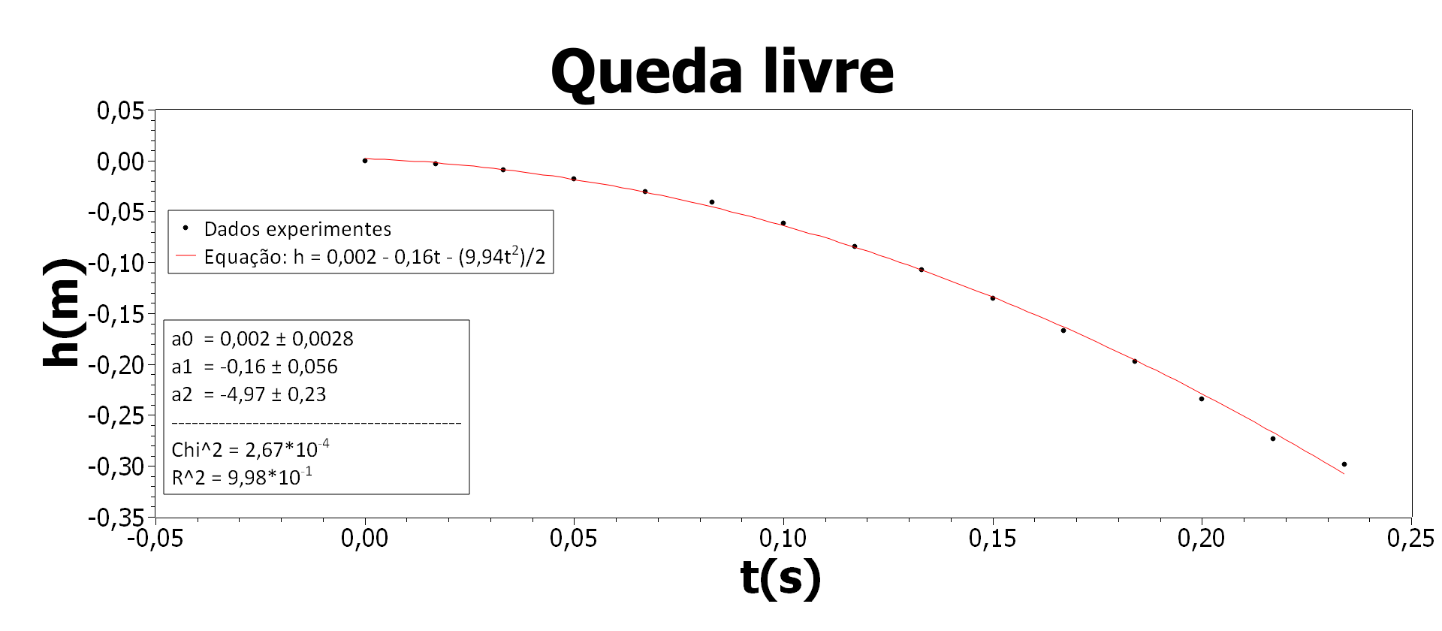 Queda livre
0,05
0,00
-0,05
-0,10
-0,15
-0,20
-0,25
-0,30
-0,35
h(m)
Dados experimentes
Equação: h = 0,002 - 0,16t - (9,94t²)/2
a0 = 0,002 ± 0,0028
a1 = -0,16 ± 0,056
a2 = -4,97 ± 0,23
----------------------------------------
Chi^2 = 2,67*10⁻⁴
R^2 = 9,98*10⁻¹
-0,05 0,00 0,05 0,10 0,15 0,20 0,25
t(s)